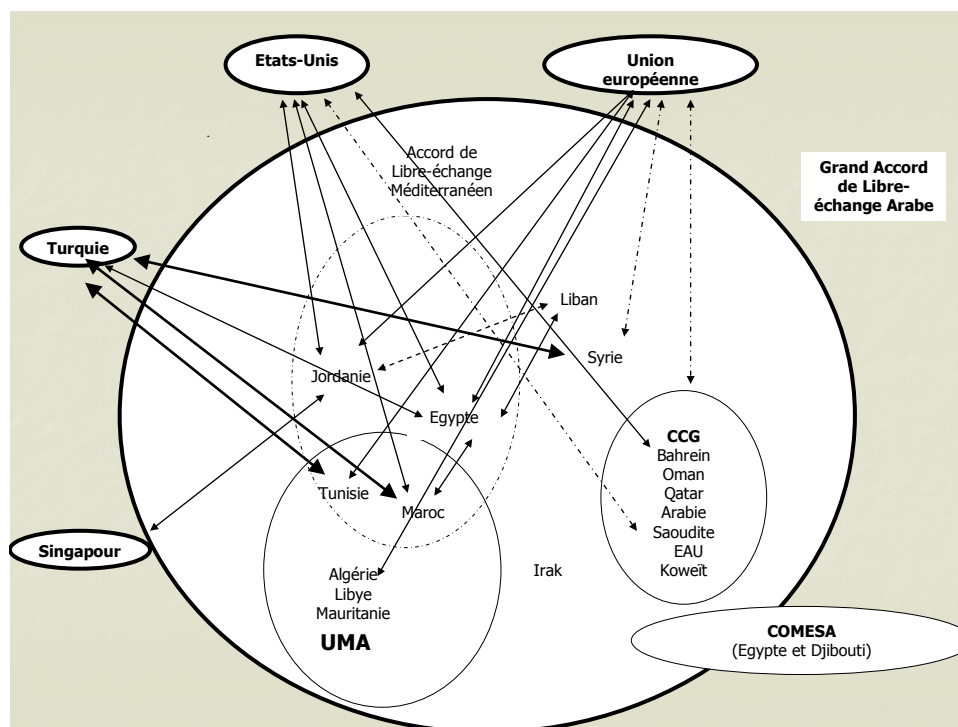 Etats-Unis
Union
européenne
Accord de
Libre-échange
Méditerranéen
Grand Accord
de Libre-
échange Arabe
Turquie
Liban
Syrie
Jordanie
Egypte
CCG
Bahrein
Oman
Qatar
Arabie
Saoudite
EAU
Koweït
Tunisie
Maroc
Singapour
Irak
Algérie
Libye
Mauritanie
UMA
COMESA
(Egypte et Djibouti)